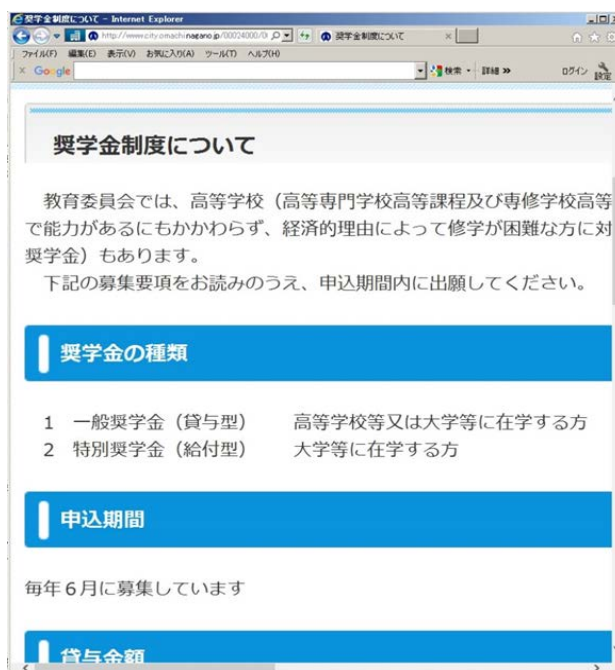 奨学金制度について - Internet Explorer
http://www.city.omachi.nagano.jp/00024000/0
奨学金制度について
ファイル(F) 編集(E) 表示(V) お気に入り(A) ツール(T) ヘルプ(H)
Google 検索 詳細 ログイン 設定
奨学金制度について
教育委員会では、高等学校（高等専門学校高等課程及び専修学校高等
で能力があるにもかかわらず、経済的理由によって修学が困難な方に対
奨学金）もあります。
下記の募集要項をお読みのうえ、申込期間内に出願してください。
奨学金の種類
1 一般奨学金（貸与型） 高等学校等又は大学等に在学する方
2 特別奨学金（給付型） 大学等に在学する方
申込期間
毎年６月に募集しています
貸与金額